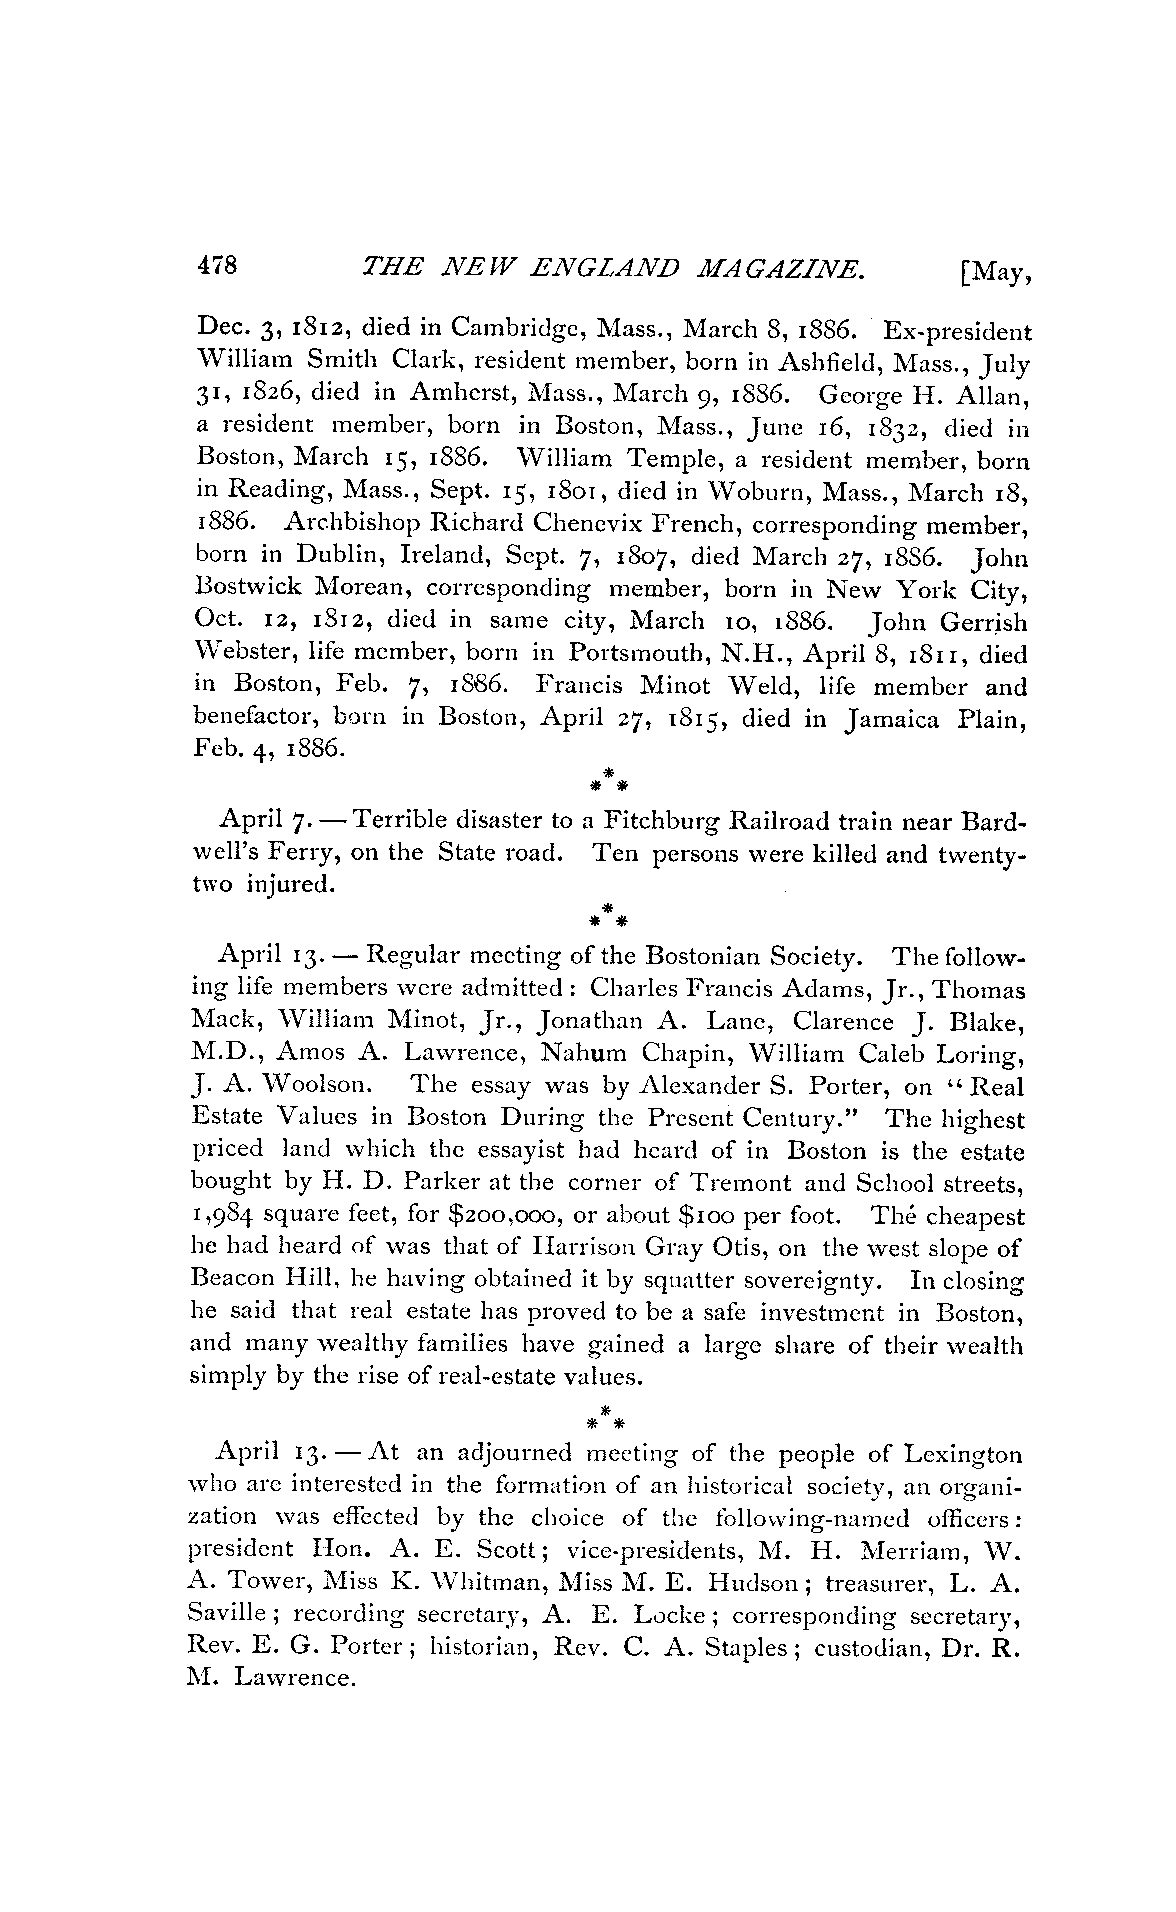 478 THE NEW ENGLAND MAGAZINE. [May,
Dec. 3, 1812, died in Cambridge, Mass., March 8, 1886. Ex-president
William Smith Clark, resident member, born in Ashfield, Mass., July
31, 1826, died in Amherst, Mass., March 9, 1886. George H. Allan,
a resident member, born in Boston, Mass., June 16, 1832, died in
Boston, March 15, 1886. William Temple, a resident member, born
in Reading, Mass., Sept. 15, 1801, died in Woburn, Mass., March 18,
1886. Archbishop Richard Chenevix French, corresponding member,
born in Dublin, Ireland, Sept. 7, 1807, died March 27, 1886. John
Bostwick Morean, corresponding member, born in New York City,
Oct. 12, 1812, died in same city, March 10, 1886. John Gerrish
Webster, life member, born in Portsmouth, N.H., April 8, 1811, died
in Boston, Feb. 7, 1886. Francis Minot Weld, life member and
benefactor, born in Boston, April 27, 1815, died in Jamaica Plain,
Feb. 4, 1886.
***
April 7. — Terrible disaster to a Fitchburg Railroad train near Bard-
well's Ferry, on the State road. Ten persons were killed and twenty-
two injured.
***
April 13. — Regular meeting of the Bostonian Society. The follow-
ing life members were admitted: Charles Francis Adams, Jr., Thomas
Mack, William Minot, Jr., Jonathan A. Lane, Clarence J. Blake,
M.D., Amos A. Lawrence, Nahum Chapin, William Caleb Loring,
J. A. Woolson. The essay was by Alexander S. Porter, on "Real
Estate Values in Boston During the Present Century." The highest
priced land which the essayist had heard of in Boston is the estate
bought by H. D. Parker at the corner of Tremont and School streets,
1,984 square feet, for $200,000, or about $100 per foot. The cheapest
he had heard of was that of Harrison Gray Otis, on the west slope of
Beacon Hill, he having obtained it by squatter sovereignty. In closing
he said that real estate has proved to be a safe investment in Boston,
and many wealthy families have gained a large share of their wealth
simply by the rise of real-estate values.
***
April 13. — At an adjourned meeting of the people of Lexington
who are interested in the formation of an historical society, an organi-
zation was effected by the choice of the following-named officers:
president Hon. A. E. Scott; vice-presidents, M. H. Merriam, W.
A. Tower, Miss K. Whitman, Miss M. E. Hudson; treasurer, L. A.
Saville; recording secretary, A. E. Locke; corresponding secretary,
Rev. E. G. Porter; historian, Rev. C. A. Staples; custodian, Dr. R.
M. Lawrence.